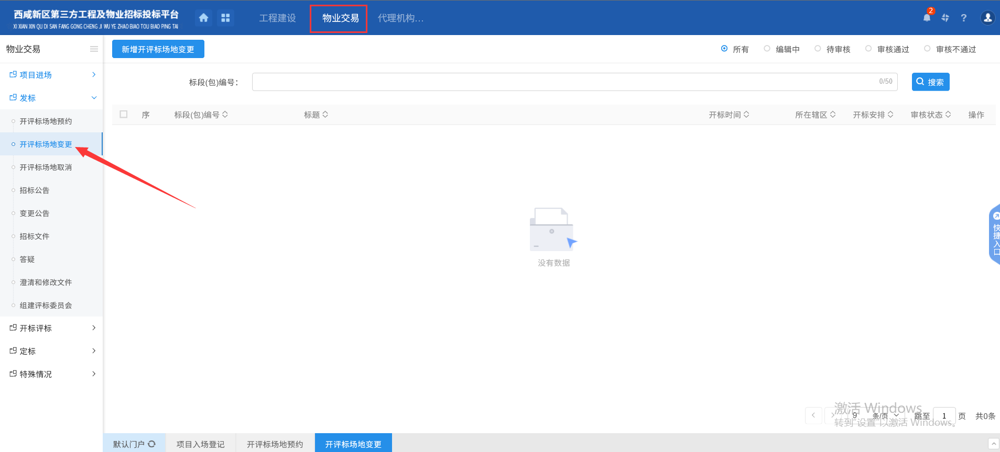 西咸新区第三方工程及物业招标投标平台
XI XIAN XIN QU DI SAN FANG GONG CHENG JI WU YE ZHAO BIAO TOU BIAO PING TAI
工程建设 物业交易 代理机构...
2
?
物业交易
新增开评标场地变更
所有 编辑中 待审核 审核通过 审核不通过
项目进场
标段(包)编号：
0/50
搜索
发标
序 标段(包)编号 标题 开标时间 所在辖区 开标安排 审核状态 操作
开评标场地预约
开评标场地变更
开评标场地取消
招标公告
变更公告
招标文件
答疑
澄清和修改文件
组建评标委员会
开标评标
定标
特殊情况
没有数据
快捷入口
激活 Windows
转到"设置"以激活 Windows。
9 条/页 跳至 1 页 共0条
默认门户 项目入场登记 开评标场地预约 开评标场地变更